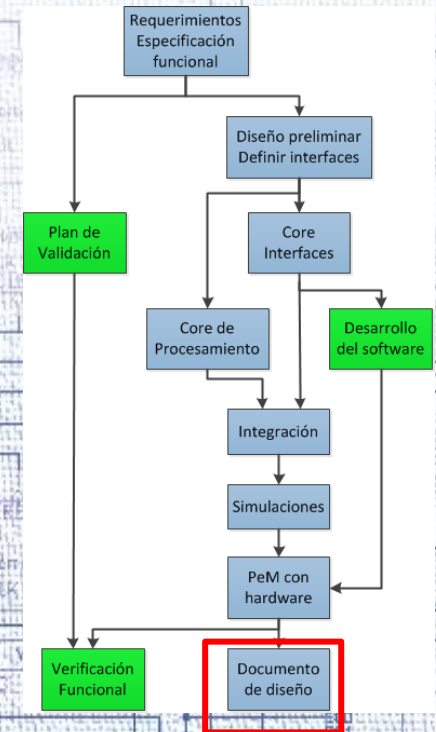 Requerimientos
Especificación
funcional
Diseño preliminar
Definir interfaces
Plan de
Validación
Core
Interfaces
Core de
Procesamiento
Desarrollo
del software
Integración
Simulaciones
PeM con
hardware
Verificación
Funcional
Documento
de diseño